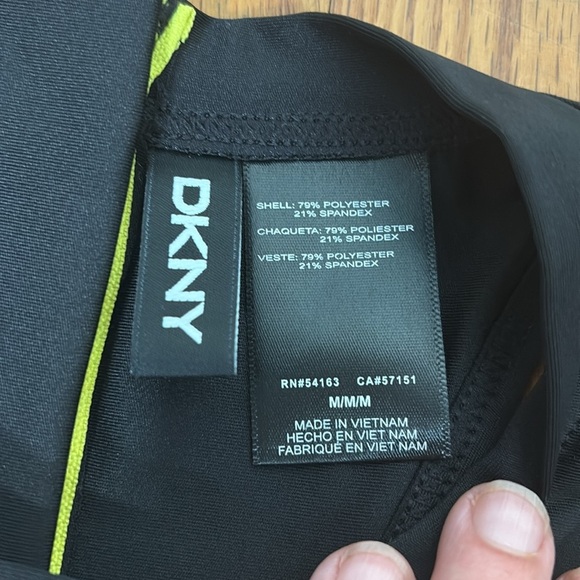 DKNY
SHELL: 79% POLYESTER
21% SPANDEX
CHAQUETA: 79% POLIESTER
21% SPANDEX
VESTE: 79% POLYESTER
21% SPANDEX
RN#54163 CA#57151
M/M/M
MADE IN VIETNAM
HECHO EN VIET NAM
FABRIQUÉ EN VIET NAM